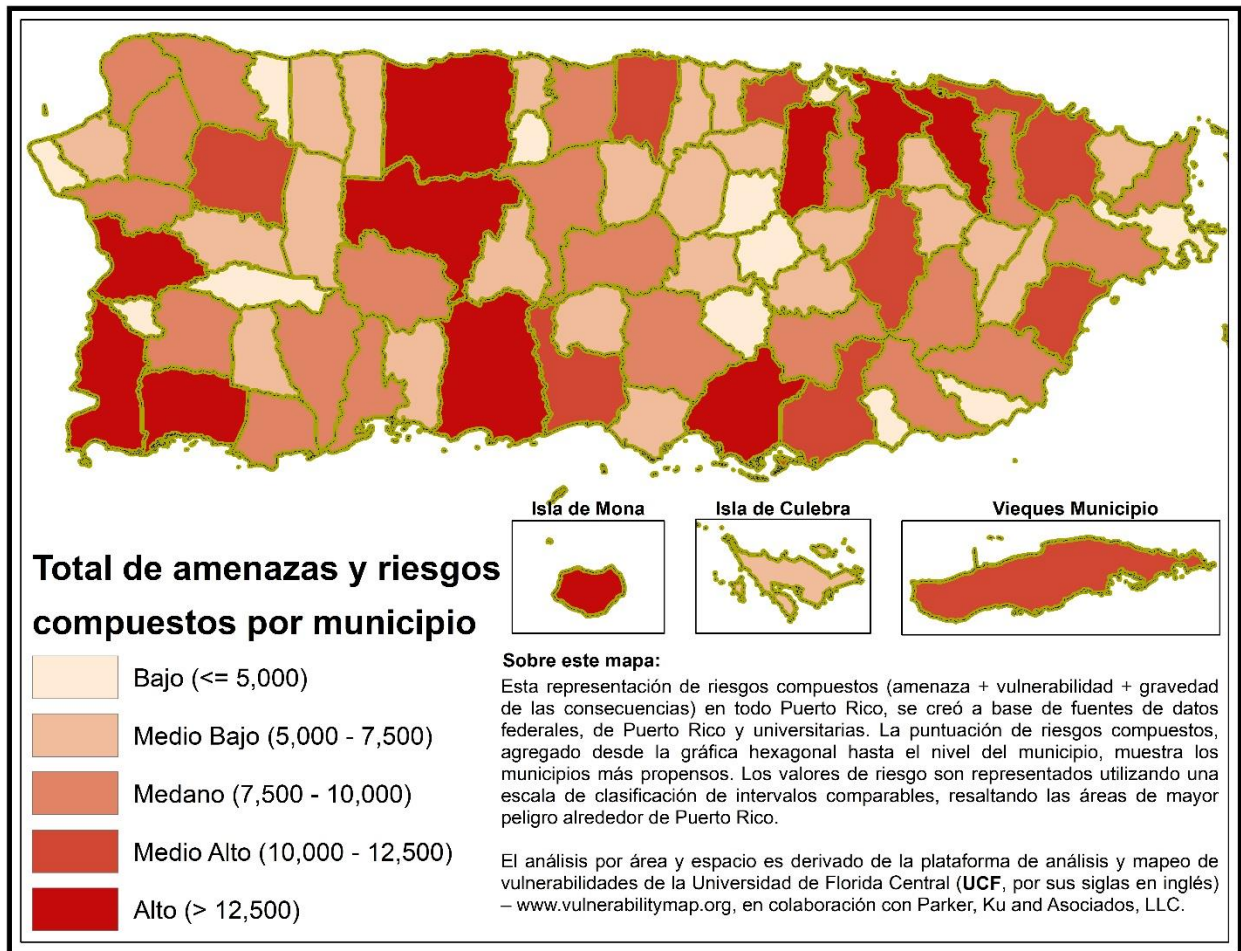 Isla de Mona
Isla de Culebra
Vieques Municipio
Total de amenazas y riesgos
compuestos por municipio
Bajo (<= 5,000)
Medio Bajo (5,000 - 7,500)
Medano (7,500 - 10,000)
Medio Alto (10,000 - 12,500)
Alto (> 12,500)
Sobre este mapa:
Esta representación de riesgos compuestos (amenaza + vulnerabilidad + gravedad
de las consecuencias) en todo Puerto Rico, se creó a base de fuentes de datos
federales, de Puerto Rico y universitarias. La puntuación de riesgos compuestos,
agregado desde la gráfica hexagonal hasta el nivel del municipio, muestra los
municipios más propensos. Los valores de riesgo son representados utilizando una
escala de clasificación de intervalos comparables, resaltando las áreas de mayor
peligro alrededor de Puerto Rico.
El análisis por área y espacio es derivado de la plataforma de análisis y mapeo de
vulnerabilidades de la Universidad de Florida Central (UCF, por sus siglas en inglés)
– www.vulnerabilitymap.org, en colaboración con Parker, Ku and Asociados, LLC.